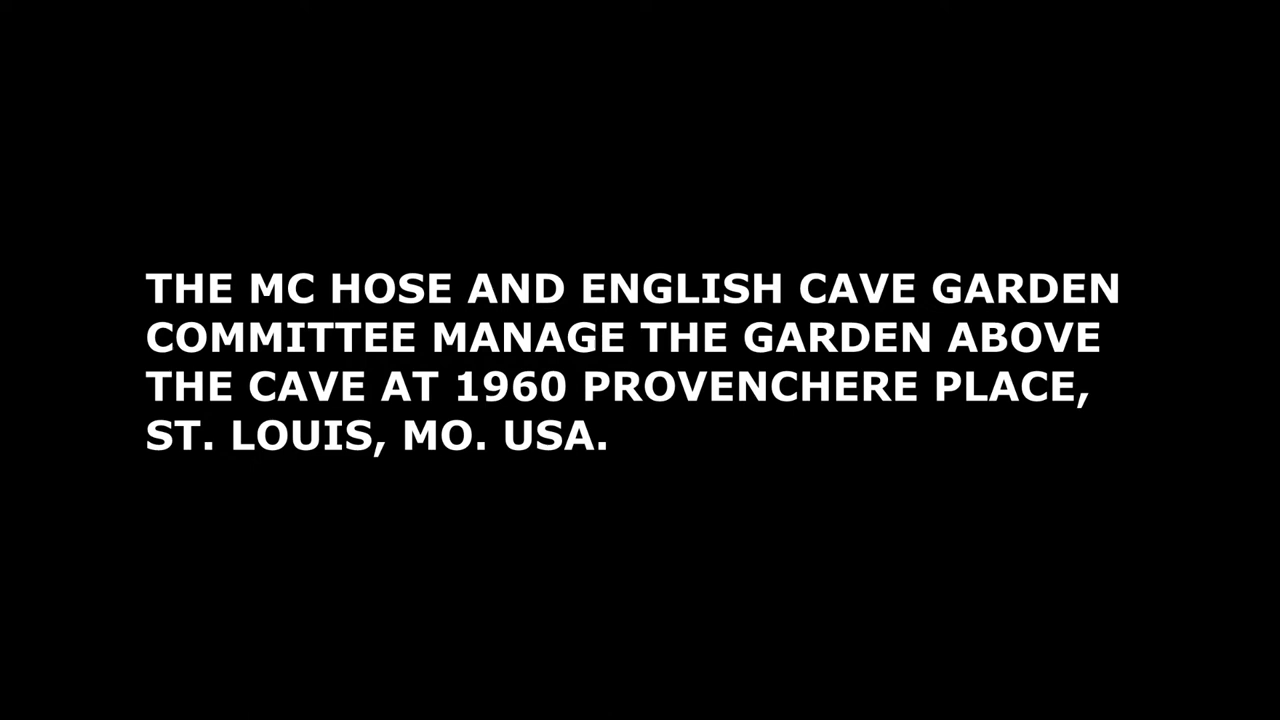 THE MC HOSE AND ENGLISH CAVE GARDEN
COMMITTEE MANAGE THE GARDEN ABOVE
THE CAVE AT 1960 PROVENCHERE PLACE,
ST. LOUIS, MO. USA.